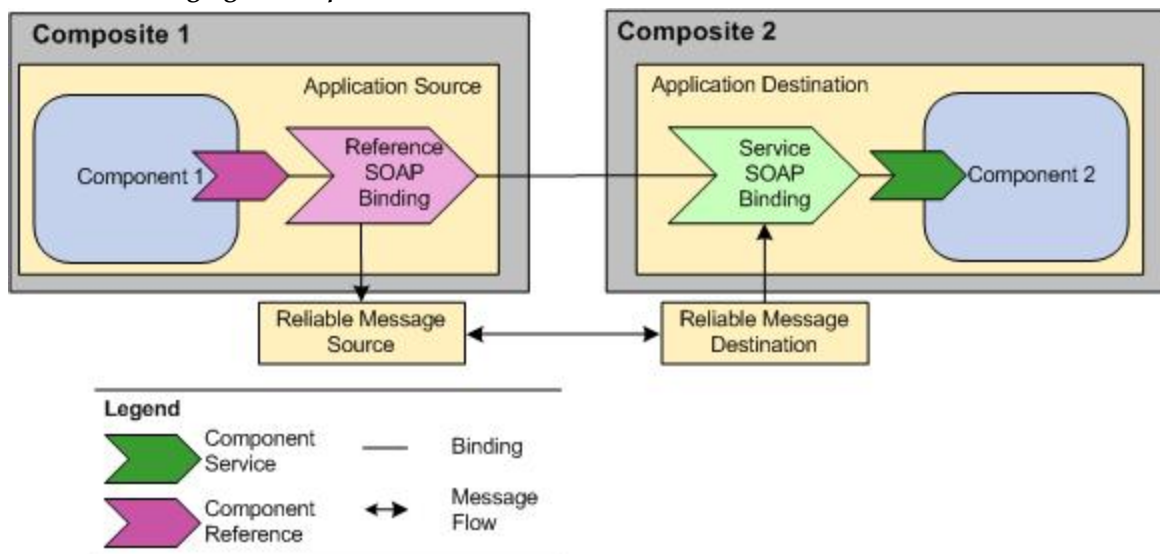 Composite 1
Application Source
Component 1
Reference
SOAP
Binding
Composite 2
Application Destination
Service
SOAP
Binding
Component 2
Reliable Message
Source
Reliable Message
Destination
Legend
Component
Service
Binding
Component
Reference
Message
Flow